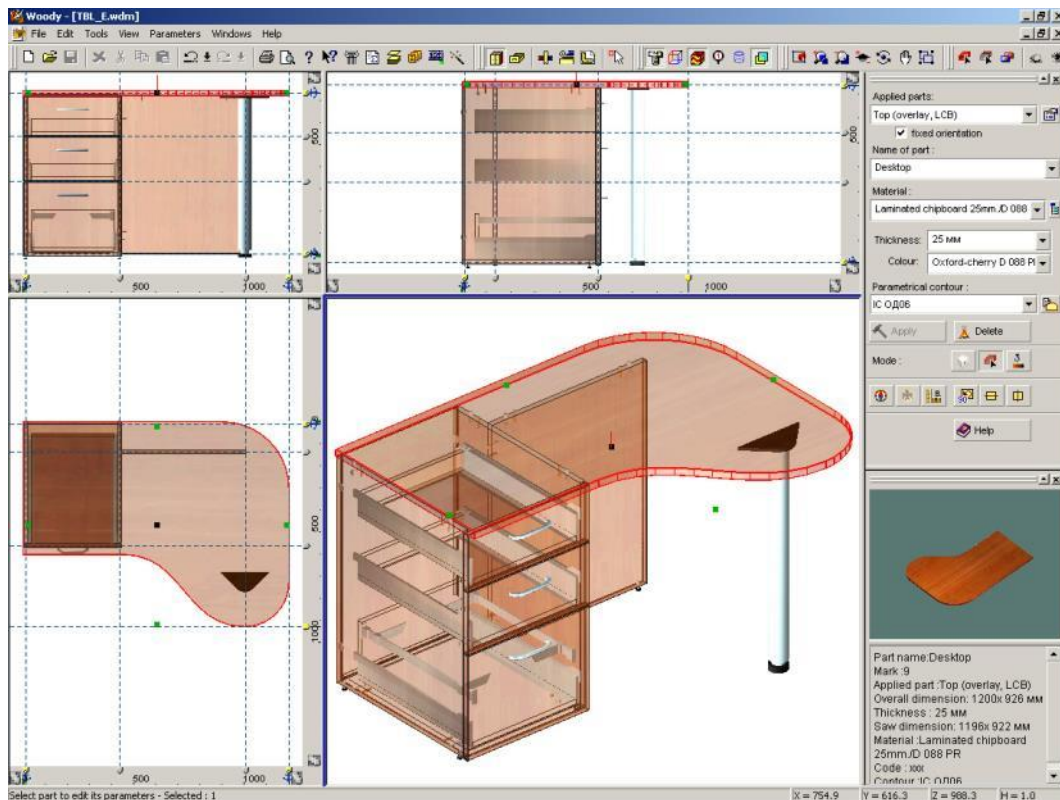 Woody - [TBL_E.wdm]
File Edit Tools View Parameters Windows Help
Applied parts:
Top (overlay, LCB)
fixed orientation
Name of part :
Desktop
Material :
Laminated chipboard 25mm./D 088
Thickness: 25 мм
Colour: Oxford-cherry D 088 P
Parametrical contour :
IC ОД06
Apply Delete
Mode :
Help
500
500
500 1000
500 1000
500
1000
500 1000
Part name:Desktop
Mark :9
Applied part :Top (overlay, LCB)
Overall dimension: 1200x 926 мм
Thickness : 25 мм
Saw dimension: 1196x 922 мм
Material :Laminated chipboard
25mm./D 088 PR
Code : xxx
Contour :IC ОД06
Select part to edit its parameters - Selected : 1
X = 754.9 Y = 616.3 Z = 988.3 H = 1.0